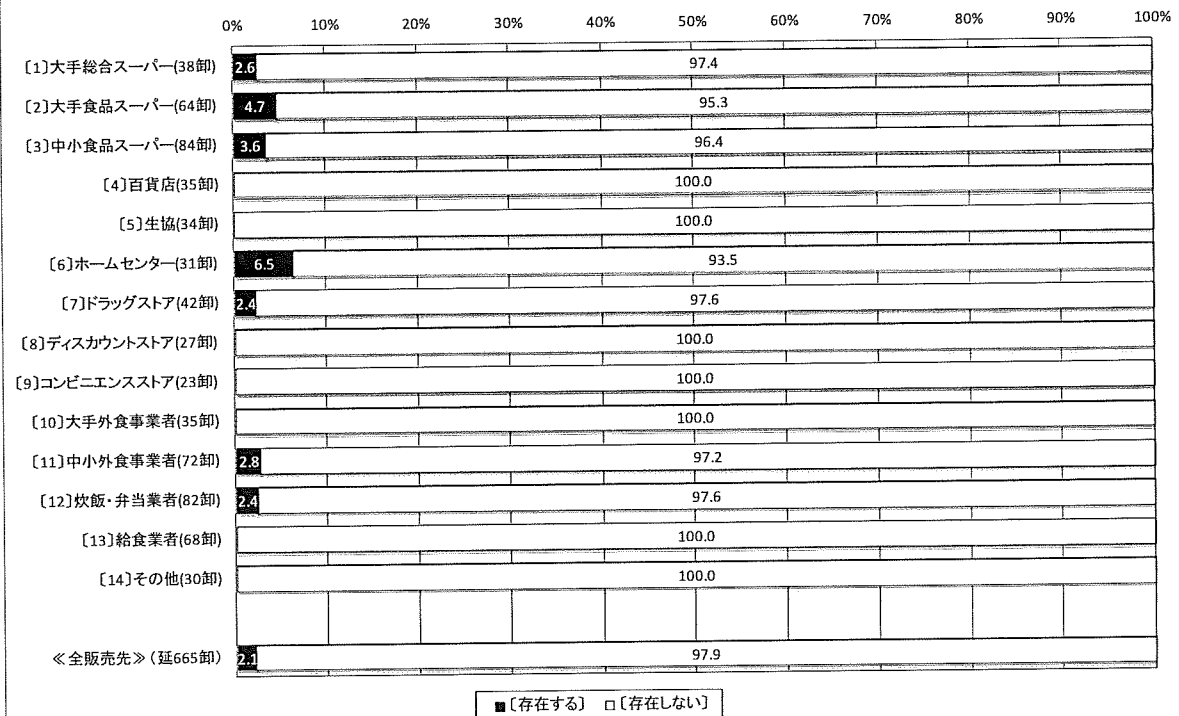 0% 10% 20% 30% 40% 50% 60% 70% 80% 90% 100%
〔1〕大手総合スーパー(38卸) 2.6 97.4
〔2〕大手食品スーパー(64卸) 4.7 95.3
〔3〕中小食品スーパー(84卸) 3.6 96.4
〔4〕百貨店(35卸) 100.0
〔5〕生協(34卸) 100.0
〔6〕ホームセンター(31卸) 6.5 93.5
〔7〕ドラッグストア(42卸) 2.4 97.6
〔8〕ディスカウントストア(27卸) 100.0
〔9〕コンビニエンスストア(23卸) 100.0
〔10〕大手外食事業者(35卸) 100.0
〔11〕中小外食事業者(72卸) 2.8 97.2
〔12〕炊飯・弁当業者(82卸) 2.4 97.6
〔13〕給食業者(68卸) 100.0
〔14〕その他(30卸) 100.0
≪全販売先≫(延665卸) 2.1 97.9
■〔存在する〕 □〔存在しない〕